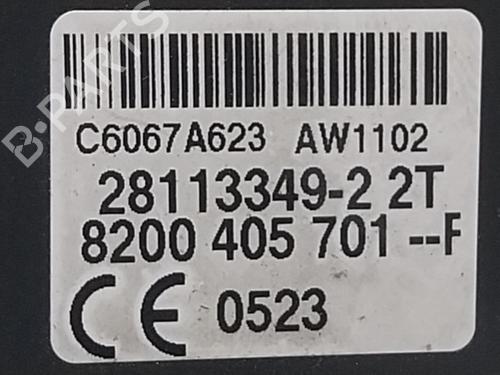 B-PARTS
C6067A623 AW1102
28113349-2 2T
8200 405 701 --F
CE 0523